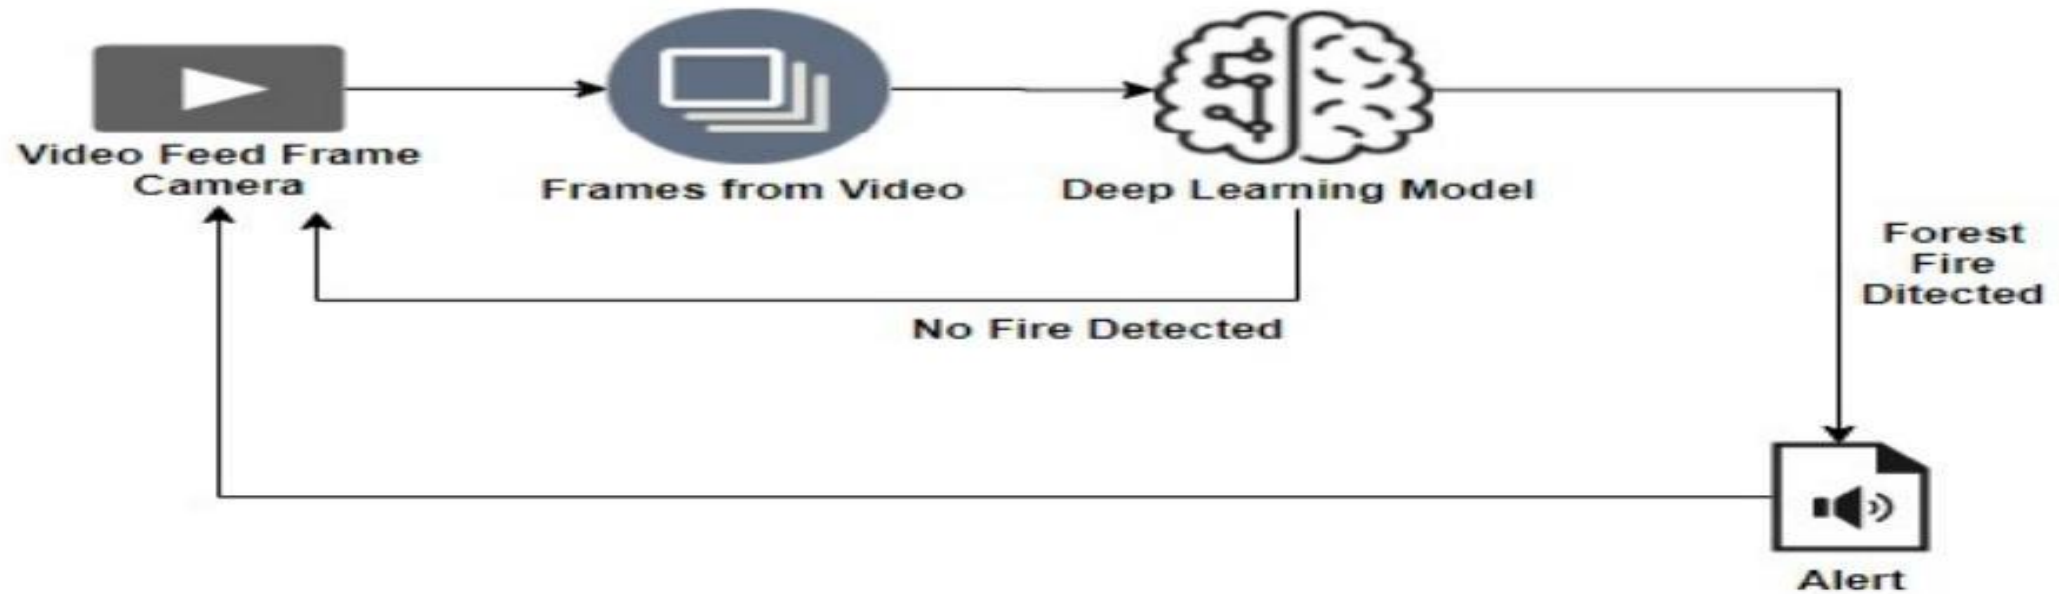 Video Feed Frame
Camera
Frames from Video
Deep Learning Model
Forest
Fire
Ditected
No Fire Detected
Alert